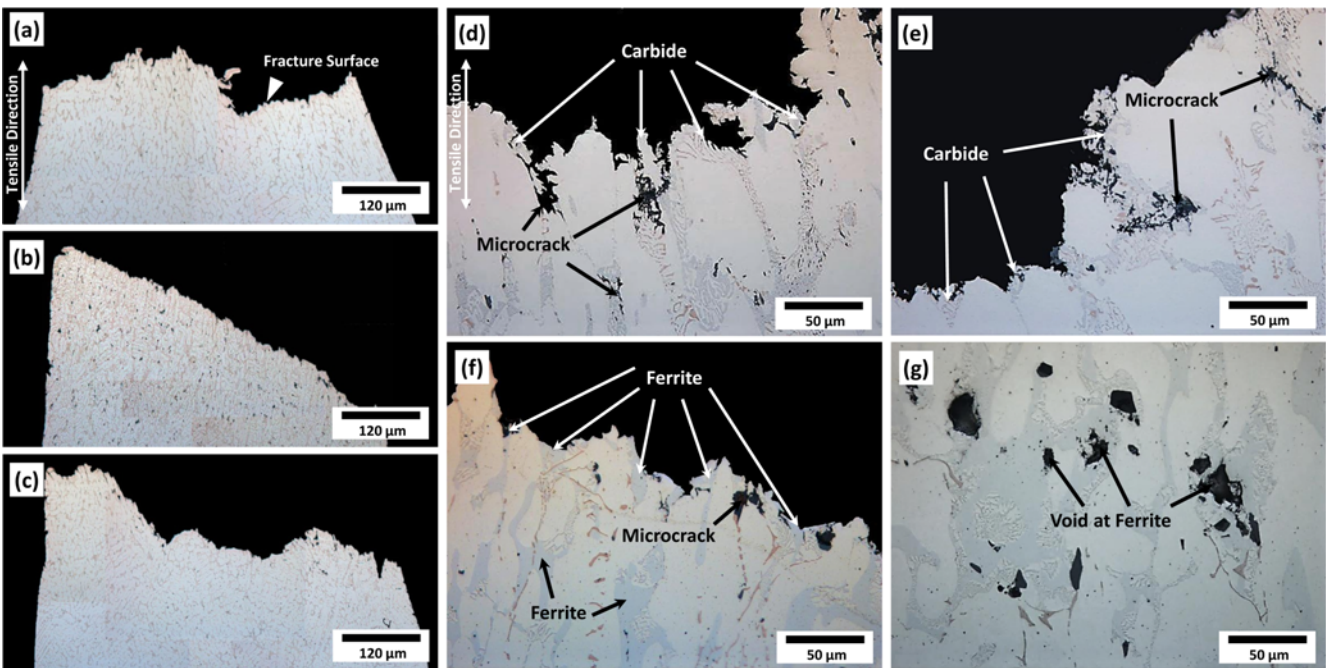 (a)
Fracture Surface
Tensile Direction
120 µm
(b)
120 µm
(c)
120 µm
(d)
Carbide
Tensile Direction
Microcrack
50 µm
(e)
Microcrack
Carbide
50 µm
(f)
Ferrite
Microcrack
Ferrite
50 µm
(g)
Void at Ferrite
50 µm